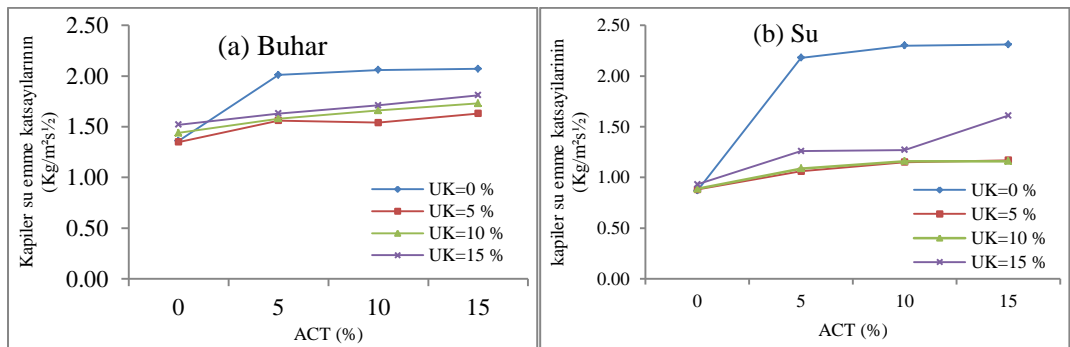 (a) Buhar
Kapiler su emme katsayılarının
(Kg/m²s½)
2.50
2.00
1.50
1.00
0.50
0.00
0
5
10
15
ACT (%)
UK=0 %
UK=5 %
UK=10 %
UK=15 %
(b) Su
kapiler su emme katsayilarinin
(Kg/m²s½)
2.50
2.00
1.50
1.00
0.50
0.00
0
5
10
15
ACT (%)
UK=0 %
UK=5 %
UK=10 %
UK=15 %